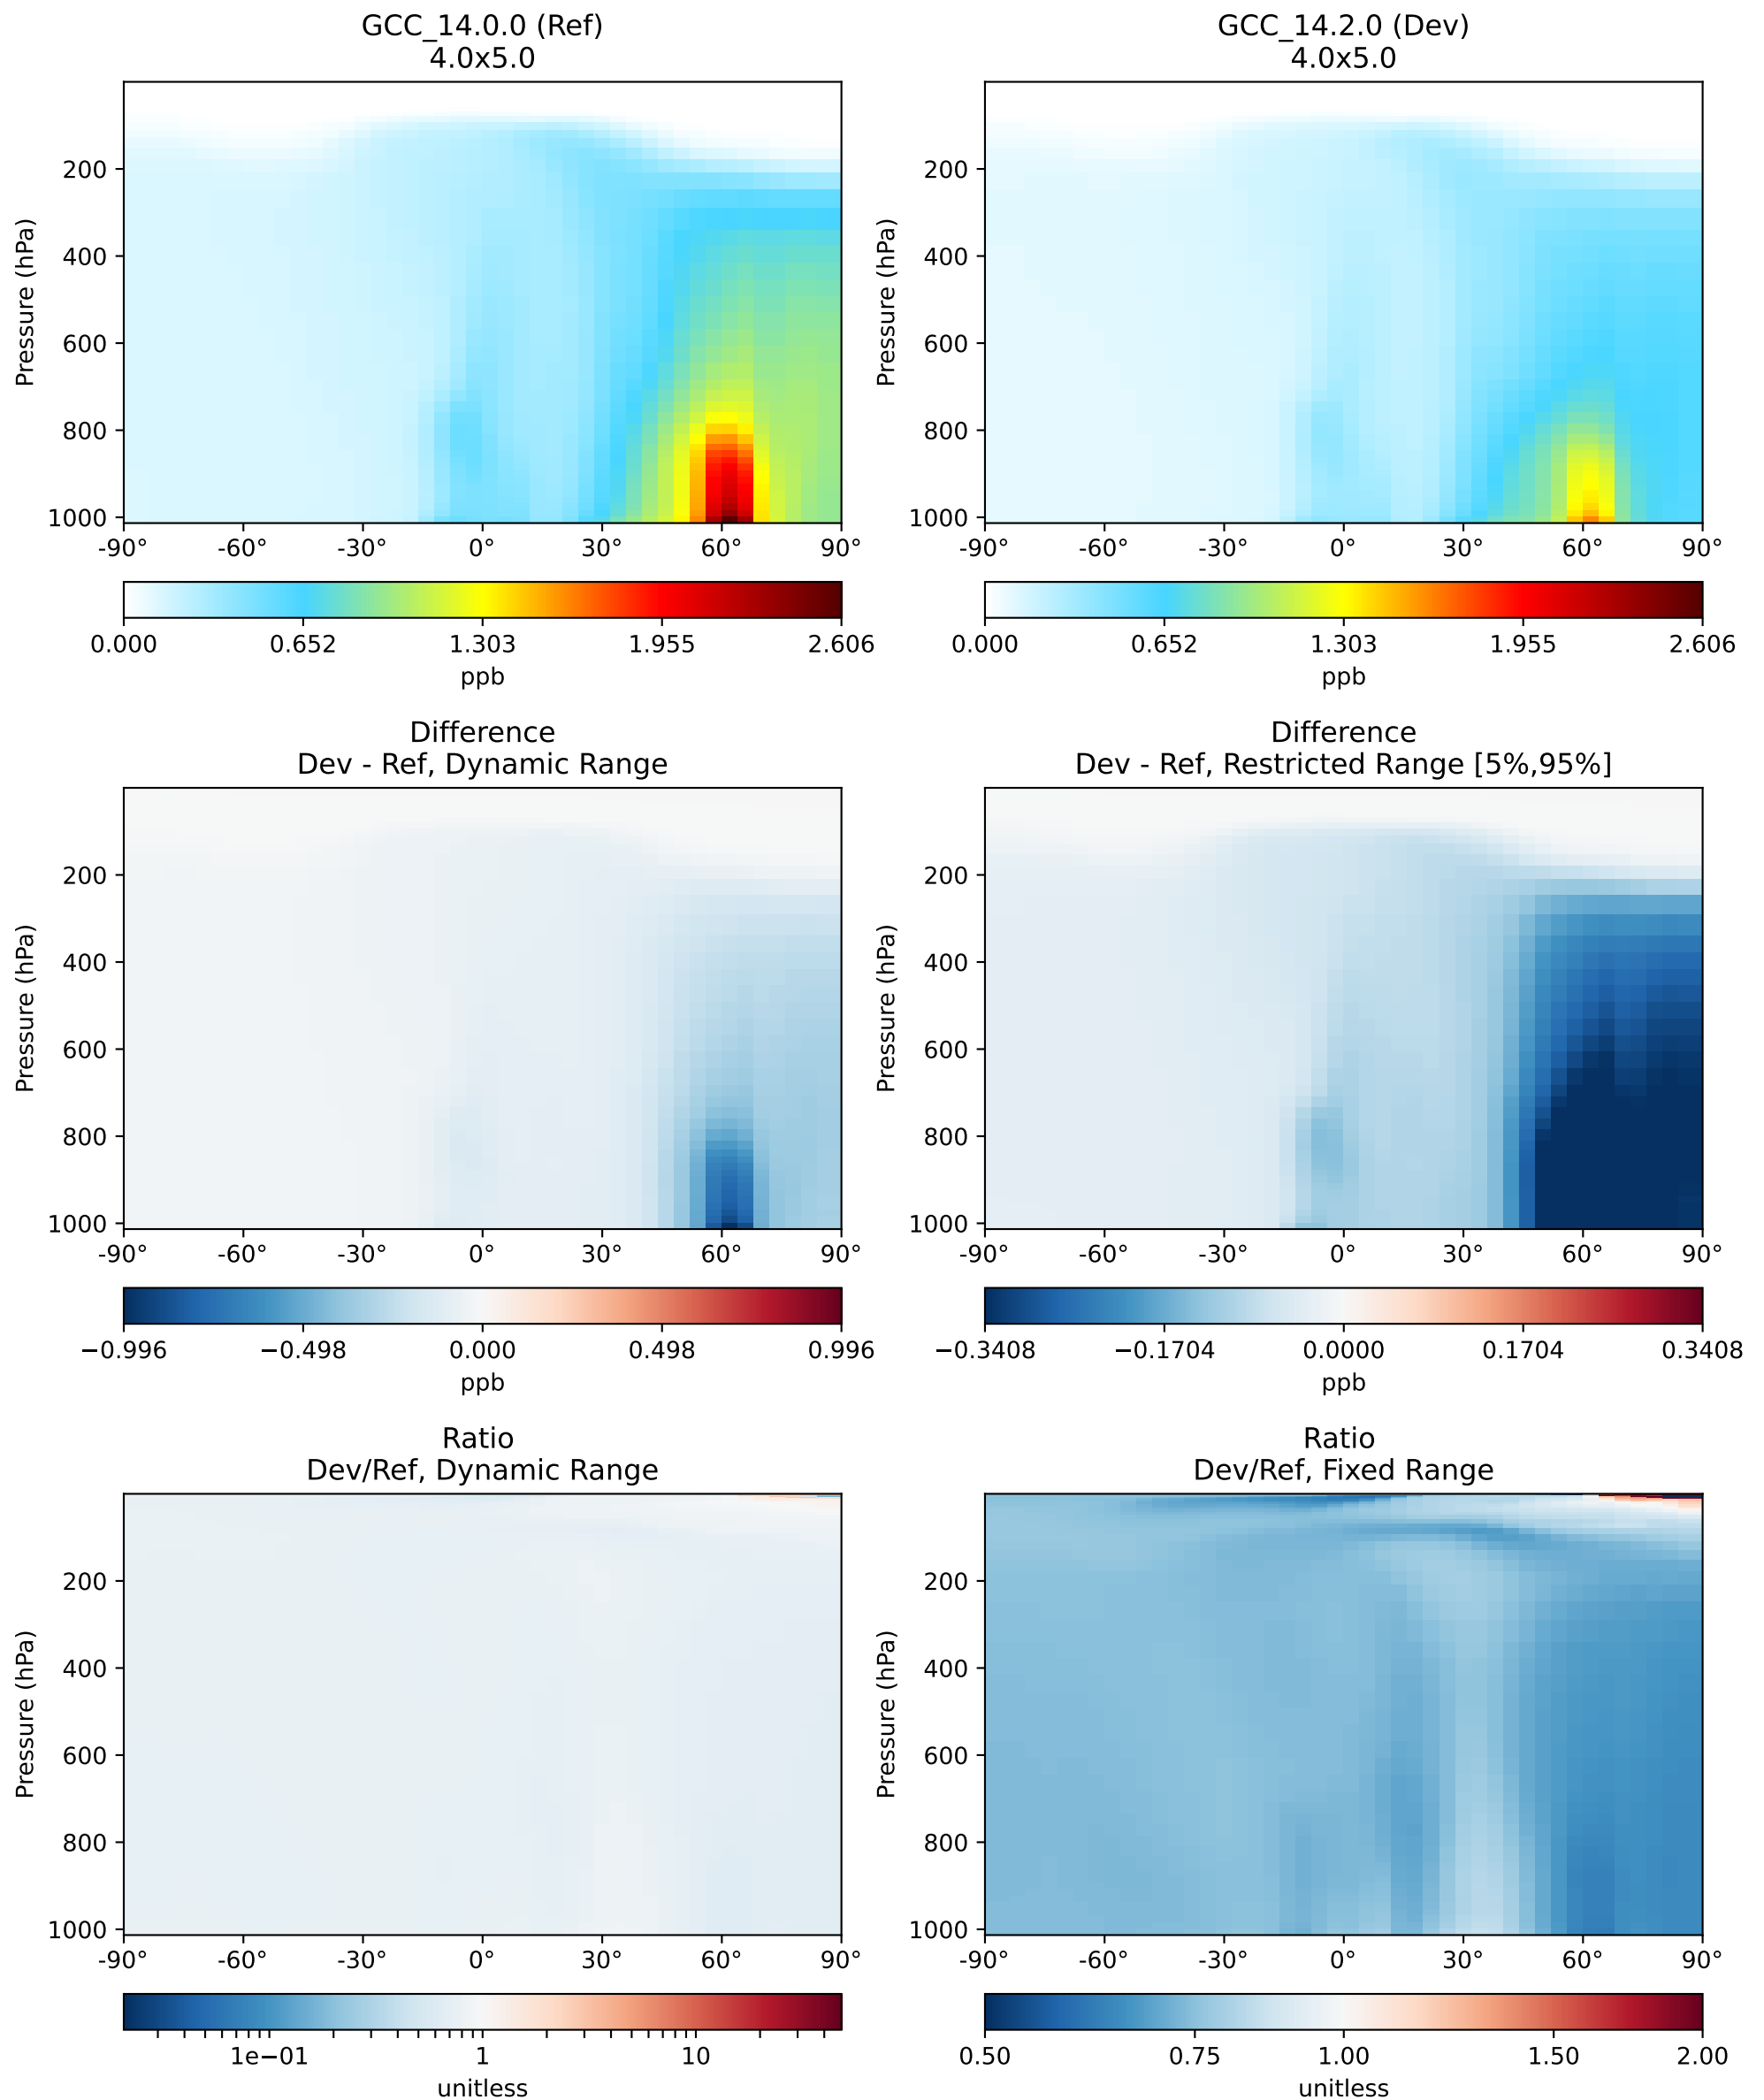 GCC_14.0.0 (Ref)
4.0x5.0
Pressure (hPa)
200
400
600
800
1000
-90° -60° -30° 0° 30° 60° 90°
0.000 0.652 1.303 1.955 2.606
ppb
GCC_14.2.0 (Dev)
4.0x5.0
Pressure (hPa)
200
400
600
800
1000
-90° -60° -30° 0° 30° 60° 90°
0.000 0.652 1.303 1.955 2.606
ppb
Difference
Dev - Ref, Dynamic Range
Pressure (hPa)
200
400
600
800
1000
-90° -60° -30° 0° 30° 60° 90°
−0.996 −0.498 0.000 0.498 0.996
ppb
Difference
Dev - Ref, Restricted Range [5%,95%]
Pressure (hPa)
200
400
600
800
1000
-90° -60° -30° 0° 30° 60° 90°
−0.3408 −0.1704 0.0000 0.1704 0.3408
ppb
Ratio
Dev/Ref, Dynamic Range
Pressure (hPa)
200
400
600
800
1000
-90° -60° -30° 0° 30° 60° 90°
1e−01 1 10
unitless
Ratio
Dev/Ref, Fixed Range
Pressure (hPa)
200
400
600
800
1000
-90° -60° -30° 0° 30° 60° 90°
0.50 0.75 1.00 1.50 2.00
unitless